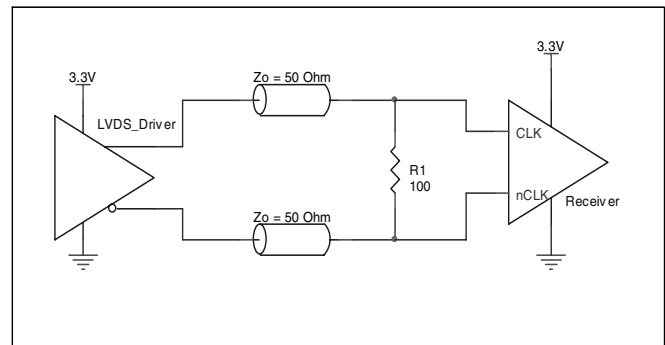 3.3V
Zo = 50 Ohm
3.3V
LVDS_Driver
CLK
R1
100
nCLK
Receiver
Zo = 50 Ohm